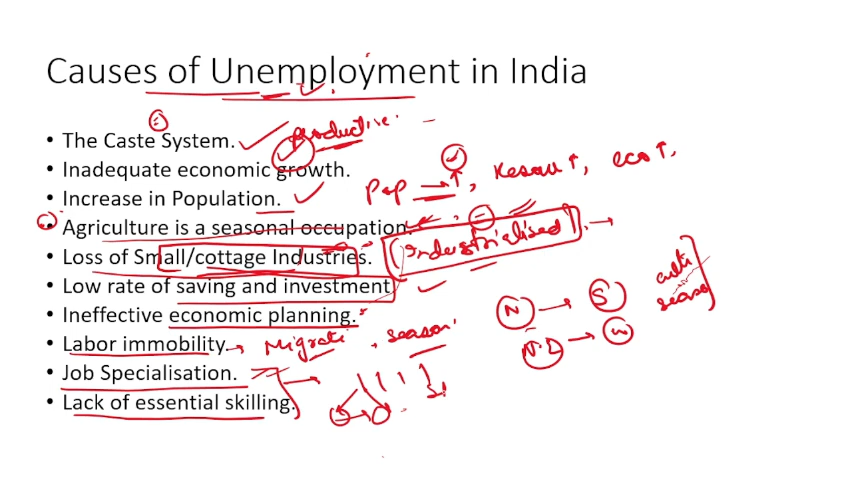 Causes of Unemployment in India
• The Caste System.
productive.
• Inadequate economic growth.
Pop → ↑, Resou ↑, eco ↑,
• Increase in Population.
• Agriculture is a seasonal occupation.
(industrialised) →
• Loss of Small/cottage Industries.
• Low rate of saving and investment
N → S
• Ineffective economic planning.
• Labor immobility. → Migrati , season
• Job Specialisation.
• Lack of essential skilling.